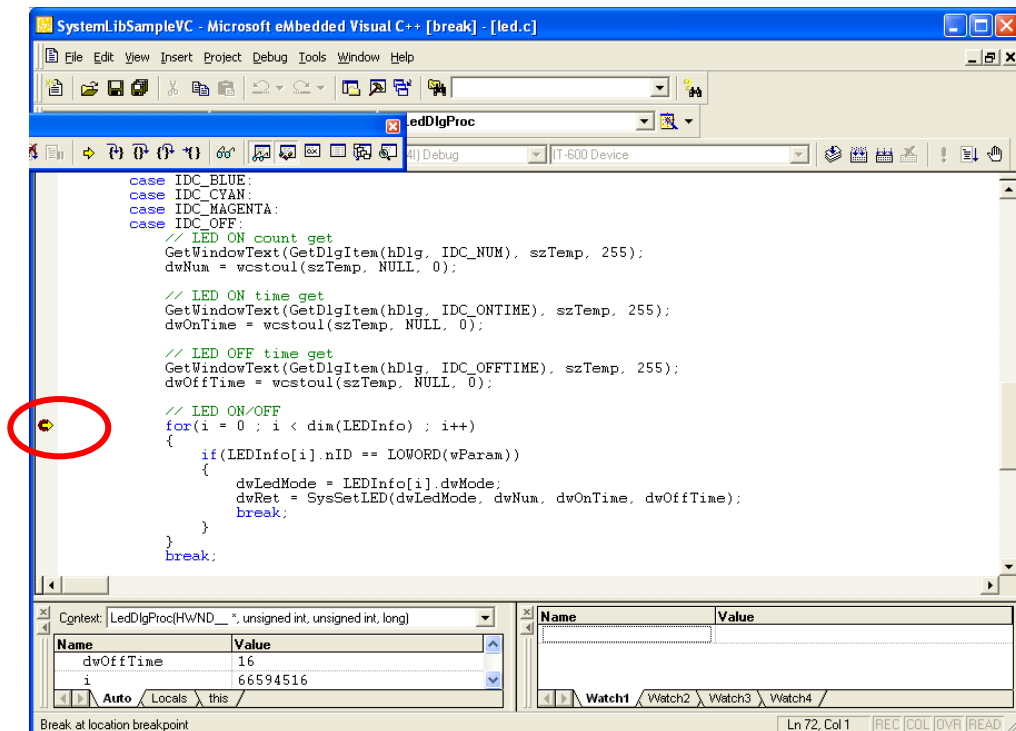 SystemLibSampleVC - Microsoft eMbedded Visual C++ [break] - [led.c]
File Edit View Insert Project Debug Tools Window Help
LedDlgProc
4I) Debug IT-600 Device
case IDC_BLUE:
case IDC_CYAN:
case IDC_MAGENTA:
case IDC_OFF:
// LED ON count get
GetWindowText(GetDlgItem(hDlg, IDC_NUM), szTemp, 255);
dwNum = wcstoul(szTemp, NULL, 0);
// LED ON time get
GetWindowText(GetDlgItem(hDlg, IDC_ONTIME), szTemp, 255);
dwOnTime = wcstoul(szTemp, NULL, 0);
// LED OFF time get
GetWindowText(GetDlgItem(hDlg, IDC_OFFTIME), szTemp, 255);
dwOffTime = wcstoul(szTemp, NULL, 0);
// LED ON/OFF
for(i = 0 ; i < dim(LEDInfo) ; i++)
{
if(LEDInfo[i].nID == LOWORD(wParam))
{
dwLedMode = LEDInfo[i].dwMode;
dwRet = SysSetLED(dwLedMode, dwNum, dwOnTime, dwOffTime);
break;
}
}
break;
Context: LedDlgProc(HWND__ *, unsigned int, unsigned int, long)
Name Value
dwOffTime 16
i 66594516
Auto Locals this
Name Value
Watch1 Watch2 Watch3 Watch4
Break at location breakpoint Ln 72, Col 1 REC COL OVR READ